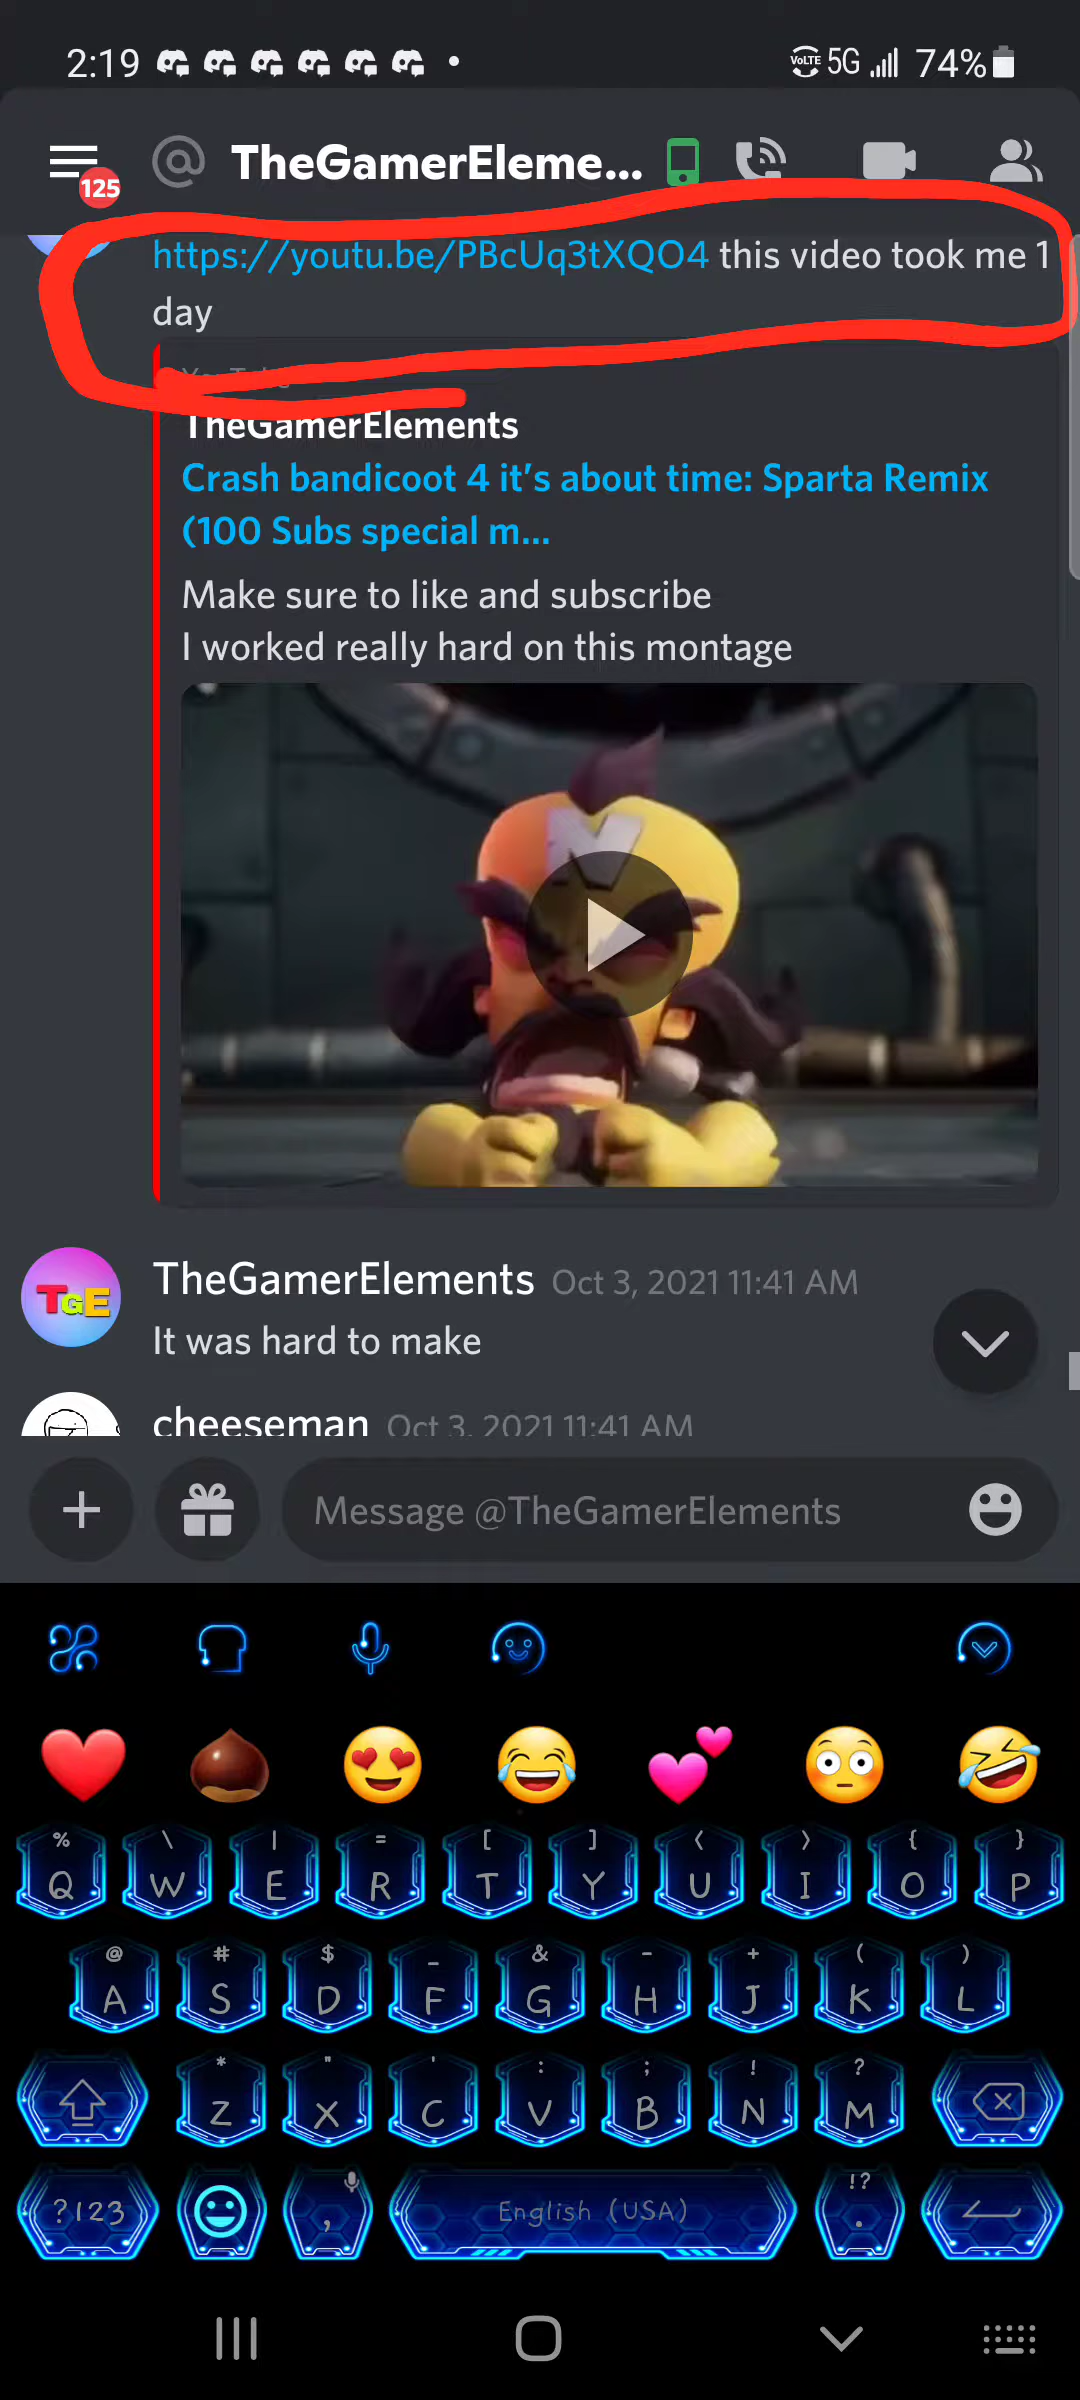 2:19 VoLTE 5G 74%
125 @ TheGamerEleme...
https://youtu.be/PBcUq3tXQO4 this video took me 1
day
YouTube
TheGamerElements
Crash bandicoot 4 it's about time: Sparta Remix
(100 Subs special m...
Make sure to like and subscribe
I worked really hard on this montage
N
TGE
TheGamerElements Oct 3, 2021 11:41 AM
It was hard to make
cheeseman Oct 3, 2021 11:41 AM
Message @TheGamerElements
% \ | = [ ] < > { }
Q W E R T Y U I O P
@ # $ _ & - + ( )
A S D F G H J K L
* " ' : ; ! ?
Z X C V B N M
!?
?123 , English (USA) .